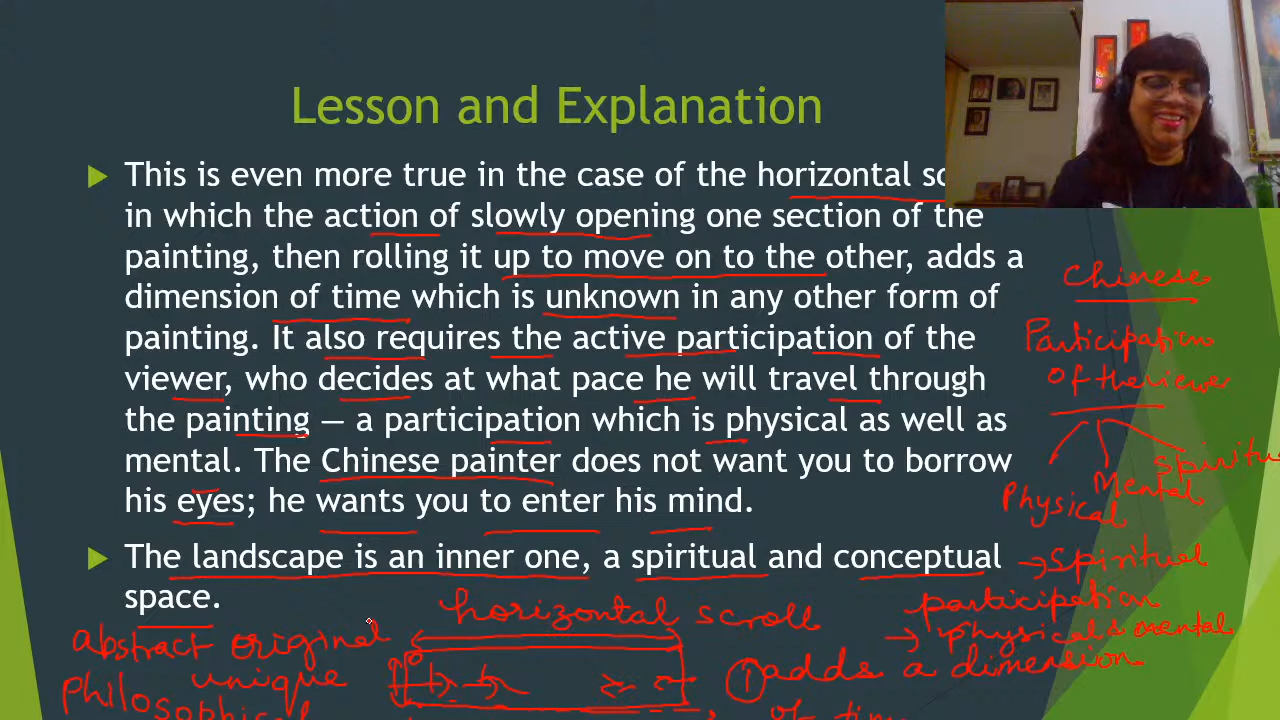 Lesson and Explanation
This is even more true in the case of the horizontal
in which the action of slowly opening one section of the
painting, then rolling it up to move on to the other, adds a
dimension of time which is unknown in any other form of
painting. It also requires the active participation of the
viewer, who decides at what pace he will travel through
the painting — a participation which is physical as well as
mental. The Chinese painter does not want you to borrow
his eyes; he wants you to enter his mind.
The landscape is an inner one, a spiritual and conceptual
space.
Chinese
Participation
of the viewer
Physical
Mental
→Spiritual
participation
→ physical & mental
horizontal scroll
abstract original
unique
philosophical
① adds a dimension
of